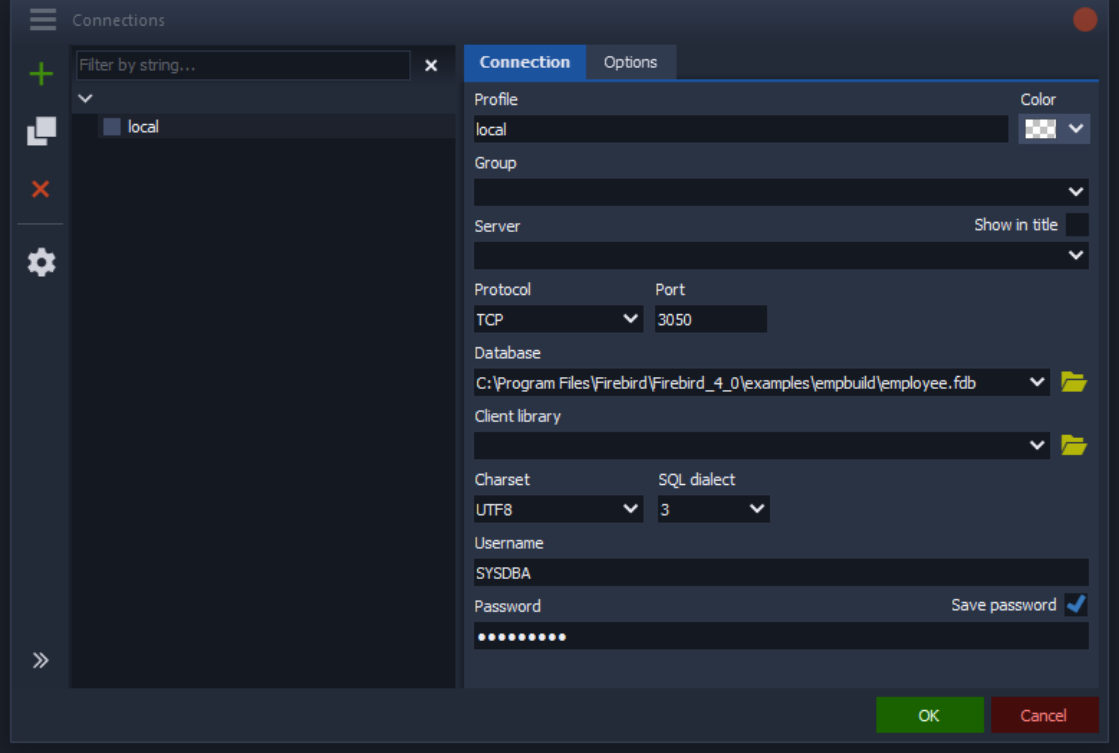 Connections
Filter by string...
local
Connection Options
Profile Color
local
Group
Server Show in title
Protocol Port
TCP 3050
Database
C:\Program Files\Firebird\Firebird_4_0\examples\empbuild\employee.fdb
Client library
Charset SQL dialect
UTF8 3
Username
SYSDBA
Password Save password
•••••••••
OK Cancel